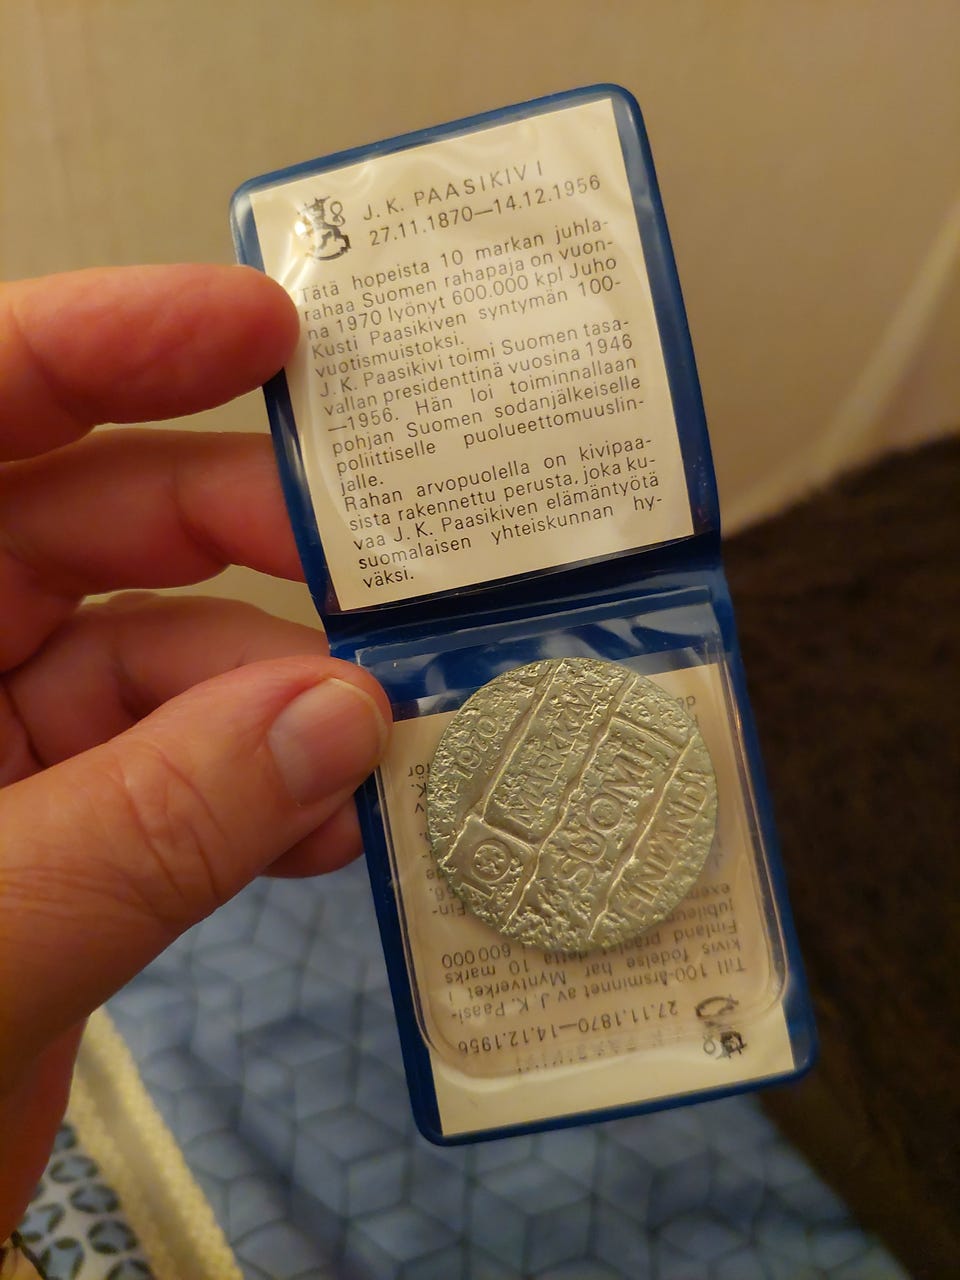 J. K. PAASIKIVI
27.11.1870—14.12.1956
Tätä hopeista 10 markan juhla-
rahaa Suomen rahapaja on vuon-
na 1970 lyönyt 600.000 kpl Juho
Kusti Paasikiven syntymän 100-
vuotismuistoksi.
J. K. Paasikivi toimi Suomen tasa-
vallan presidenttinä vuosina 1946
—1956. Hän loi toiminnallaan
pohjan Suomen sodanjälkeiselle
poliittiselle puolueettomuuslin-
jalle.
Rahan arvopuolella on kivipaa-
sista rakennettu perusta, joka ku-
vaa J. K. Paasikiven elämäntyötä
suomalaisen yhteiskunnan hy-
väksi.
1970
MARKKAA
10
SUOMI
FINLAND
J. K. PAASIKIVI
27.11.1870—14.12.1956
Till 100-årsminnet av J. K. Paasi-
kivis födelse har Myntverket i
Finland präglat detta 10 marks
600 000